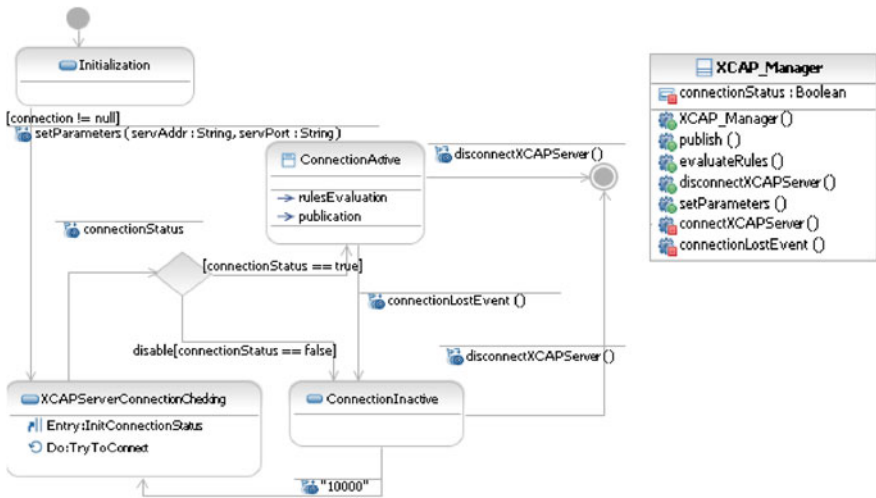 Initialization
[connection != null]
setParameters ( servAddr : String, servPort : String )
ConnectionActive
rulesEvaluation
publication
disconnectXCAPServer ()
connectionStatus
[connectionStatus == true]
connectionLostEvent ()
disable[connectionStatus == false]
disconnectXCAPServer ()
XCAPServerConnectionChecking
Entry:InitConnectionStatus
Do:TryToConnect
ConnectionInactive
"10000"
XCAP_Manager
connectionStatus : Boolean
XCAP_Manager ()
publish ()
evaluateRules ()
disconnectXCAPServer ()
setParameters ()
connectXCAPServer ()
connectionLostEvent ()